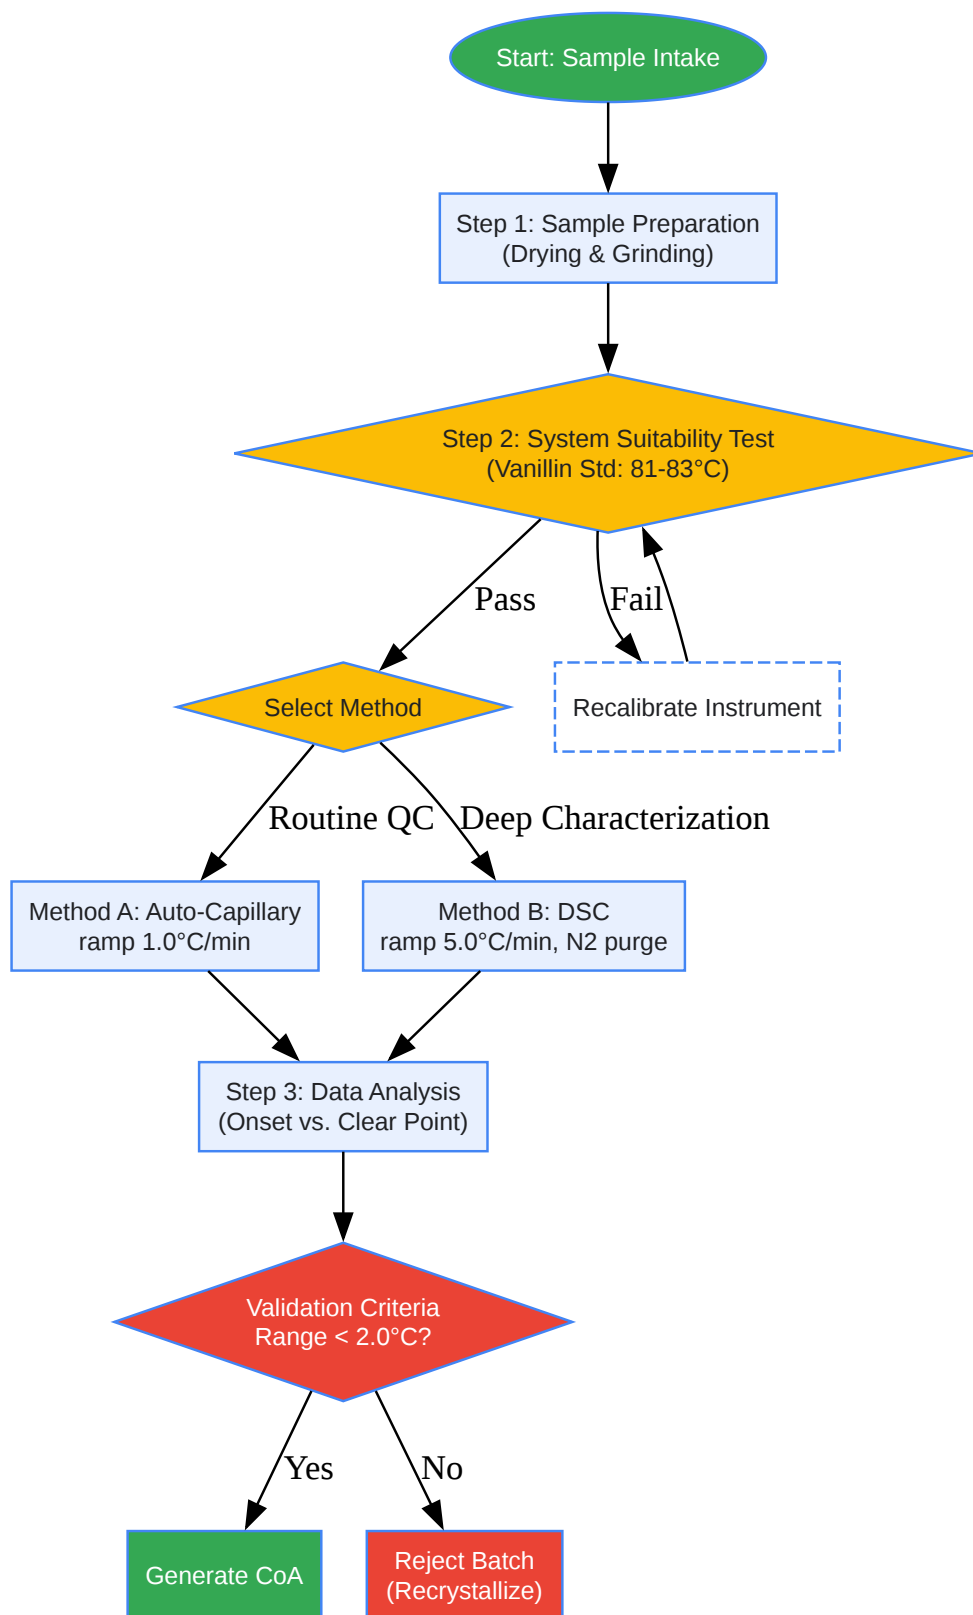 Start: Sample Intake
Step 1: Sample Preparation
(Drying & Grinding)
Step 2: System Suitability Test
(Vanillin Std: 81-83°C)
Pass
Fail
Select Method
Recalibrate Instrument
Routine QC
Deep Characterization
Method A: Auto-Capillary
ramp 1.0°C/min
Method B: DSC
ramp 5.0°C/min, N2 purge
Step 3: Data Analysis
(Onset vs. Clear Point)
Validation Criteria
Range < 2.0°C?
Yes
No
Generate CoA
Reject Batch
(Recrystallize)